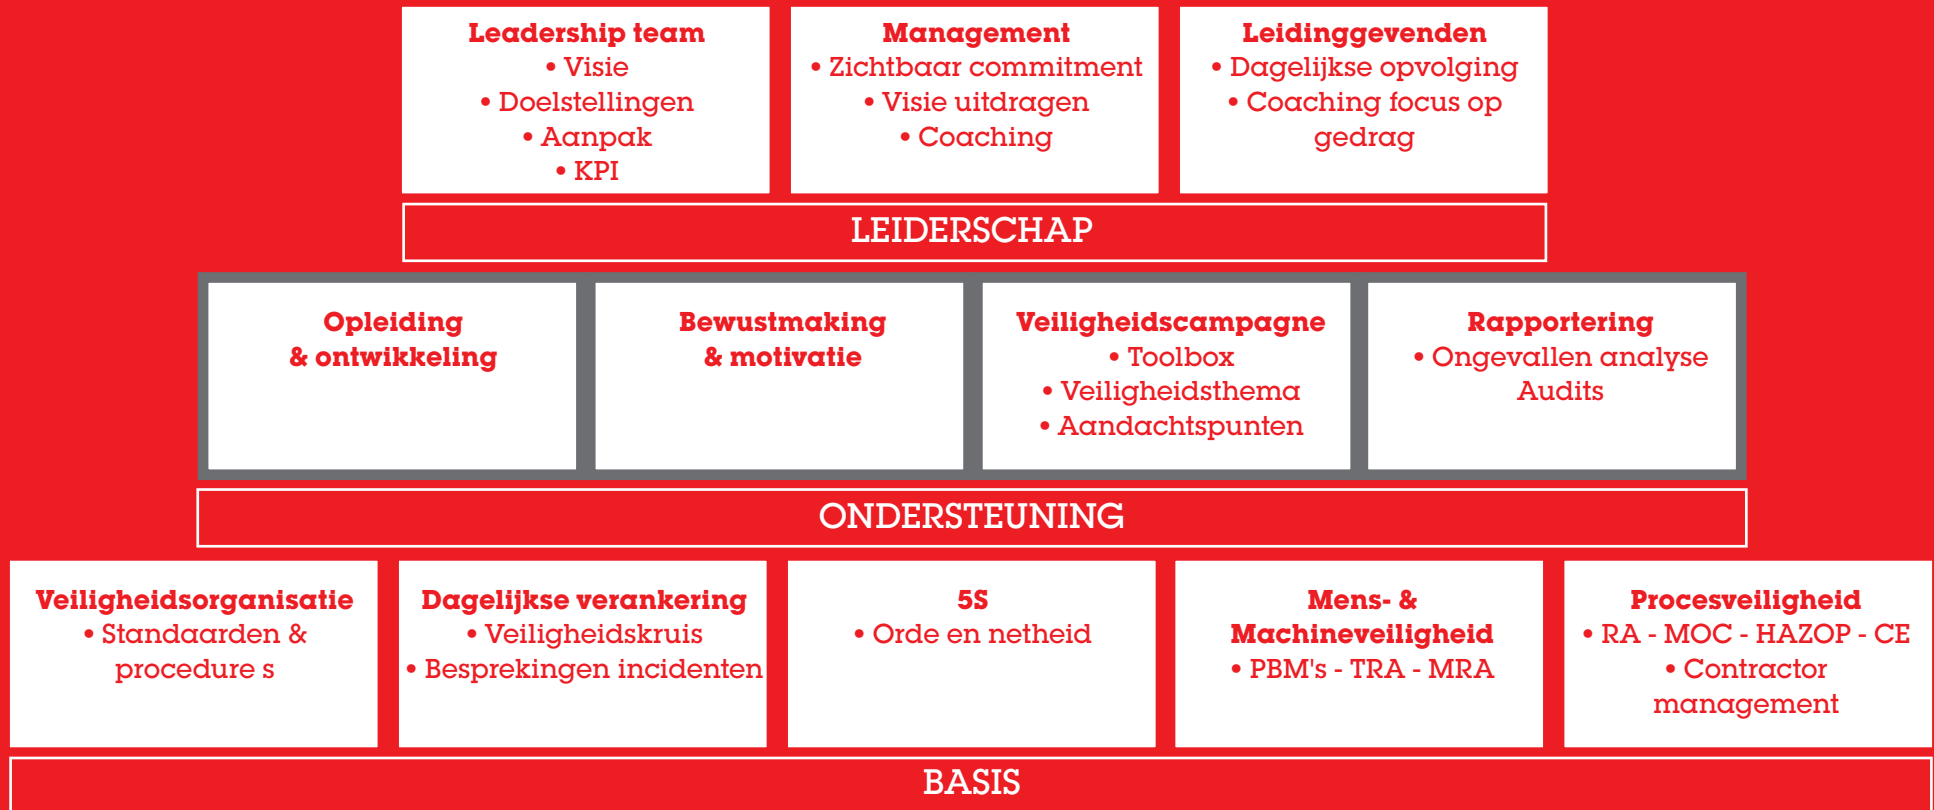 Leadership team
• Visie
• Doelstellingen
• Aanpak
• KPI
Management
• Zichtbaar commitment
• Visie uitdragen
• Coaching
Leidinggevenden
• Dagelijkse opvolging
• Coaching focus op
gedrag
LEIDERSCHAP
Opleiding
& ontwikkeling
Bewustmaking
& motivatie
Veiligheidscampagne
• Toolbox
• Veiligheidsthema
• Aandachtspunten
Rapportering
• Ongevallen analyse
Audits
ONDERSTEUNING
Veiligheidsorganisatie
• Standaarden &
procedure s
Dagelijkse verankering
• Veiligheidskruis
• Besprekingen incidenten
5S
• Orde en netheid
Mens- &
Machineveiligheid
• PBM's - TRA - MRA
Procesveiligheid
• RA - MOC - HAZOP - CE
• Contractor
management
BASIS